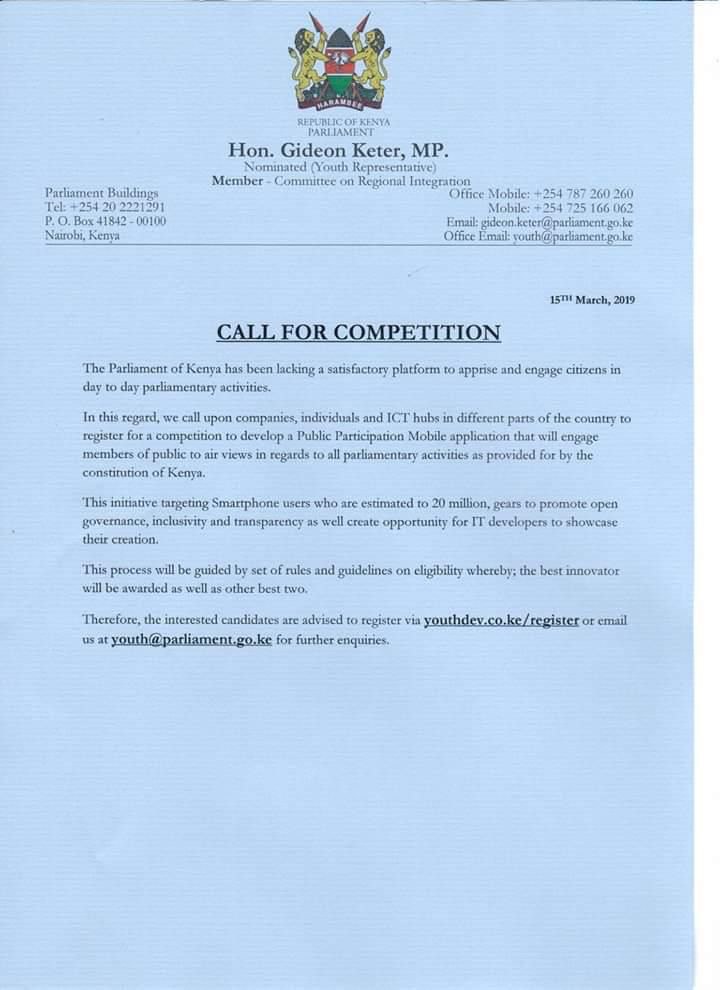 HARAMBEE
REPUBLIC OF KENYA
PARLIAMENT
Hon. Gideon Keter, MP.
Nominated (Youth Representative)
Member - Committee on Regional Integration
Parliament Buildings
Tel: +254 20 2221291
P. O. Box 41842 - 00100
Nairobi, Kenya
Office Mobile: +254 787 260 260
Mobile: +254 725 166 062
Email: gideon.keter@parliament.go.ke
Office Email: youth@parliament.go.ke
15TH March, 2019
CALL FOR COMPETITION
The Parliament of Kenya has been lacking a satisfactory platform to apprise and engage citizens in
day to day parliamentary activities.
In this regard, we call upon companies, individuals and ICT hubs in different parts of the country to
register for a competition to develop a Public Participation Mobile application that will engage
members of public to air views in regards to all parliamentary activities as provided for by the
constitution of Kenya.
This initiative targeting Smartphone users who are estimated to 20 million, gears to promote open
governance, inclusivity and transparency as well create opportunity for IT developers to showcase
their creation.
This process will be guided by set of rules and guidelines on eligibility whereby; the best innovator
will be awarded as well as other best two.
Therefore, the interested candidates are advised to register via youthdev.co.ke/register or email
us at youth@parliament.go.ke for further enquiries.